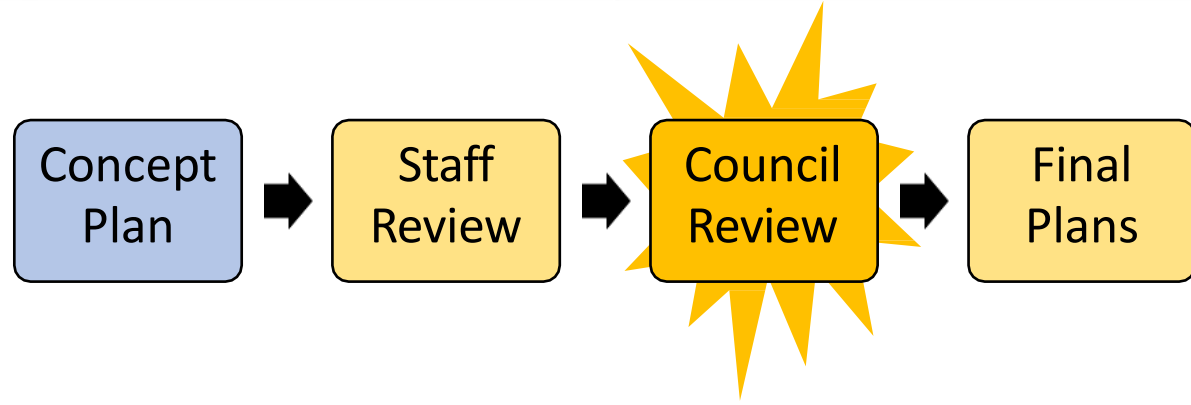 Concept
Plan
Staff
Review
Council
Review
Final
Plans